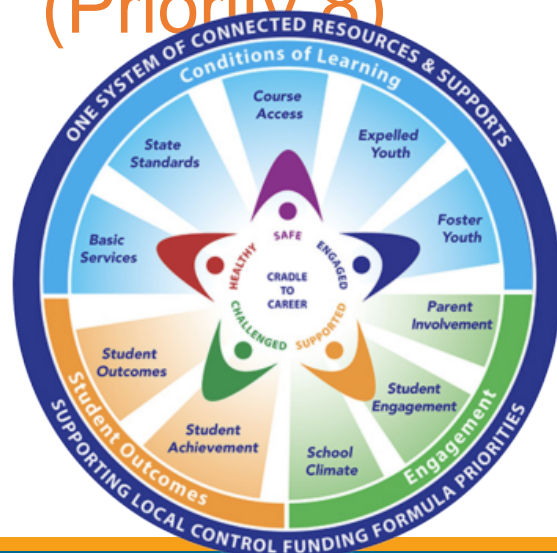 (Priority 8)
ONE SYSTEM OF CONNECTED RESOURCES & SUPPORTS
Conditions of Learning
Course
Access
State
Standards
Expelled
Youth
Basic
Services
Foster
Youth
SAFE
HEALTHY
ENGAGED
CRADLE
TO
CAREER
CHALLENGED
SUPPORTED
Parent
Involvement
Student
Outcomes
Student
Engagement
Student
Achievement
School
Climate
Student Outcomes
Engagement
SUPPORTING LOCAL CONTROL FUNDING FORMULA PRIORITIES